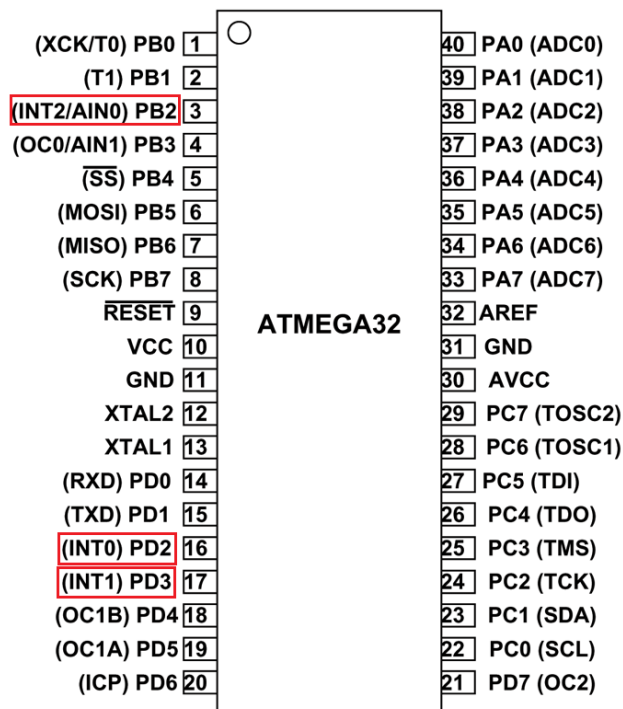 (XCK/T0) PB0 1
(T1) PB1 2
(INT2/AIN0) PB2 3
(OC0/AIN1) PB3 4
(SS) PB4 5
(MOSI) PB5 6
(MISO) PB6 7
(SCK) PB7 8
RESET 9
VCC 10
GND 11
XTAL2 12
XTAL1 13
(RXD) PD0 14
(TXD) PD1 15
(INT0) PD2 16
(INT1) PD3 17
(OC1B) PD4 18
(OC1A) PD5 19
(ICP) PD6 20
ATMEGA32
40 PA0 (ADC0)
39 PA1 (ADC1)
38 PA2 (ADC2)
37 PA3 (ADC3)
36 PA4 (ADC4)
35 PA5 (ADC5)
34 PA6 (ADC6)
33 PA7 (ADC7)
32 AREF
31 GND
30 AVCC
29 PC7 (TOSC2)
28 PC6 (TOSC1)
27 PC5 (TDI)
26 PC4 (TDO)
25 PC3 (TMS)
24 PC2 (TCK)
23 PC1 (SDA)
22 PC0 (SCL)
21 PD7 (OC2)